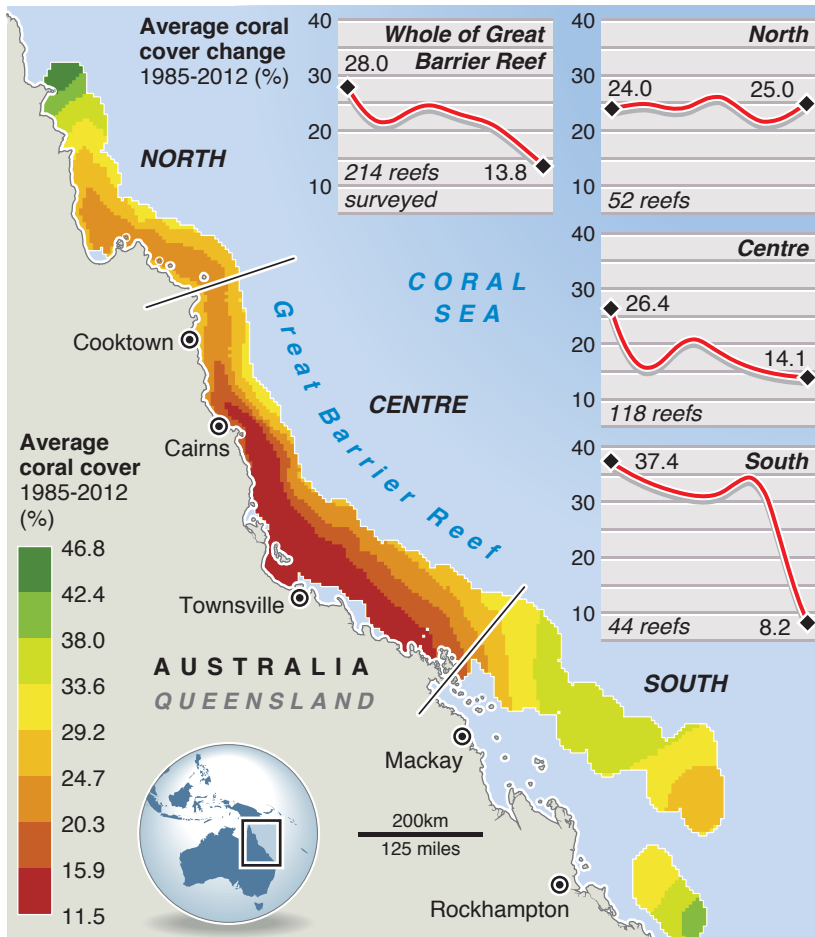 Average coral
cover change
1985-2012 (%)
40
30
20
10
Whole of Great
Barrier Reef
28.0
13.8
214 reefs
surveyed
40
30
20
10
North
24.0
25.0
52 reefs
40
30
20
10
Centre
26.4
14.1
118 reefs
40
30
20
10
South
37.4
8.2
44 reefs
NORTH
CORAL
SEA
Great Barrier Reef
Cooktown
CENTRE
Cairns
Townsville
AUSTRALIA
QUEENSLAND
SOUTH
Mackay
200km
125 miles
Rockhampton
Average
coral cover
1985-2012
(%)
46.8
42.4
38.0
33.6
29.2
24.7
20.3
15.9
11.5